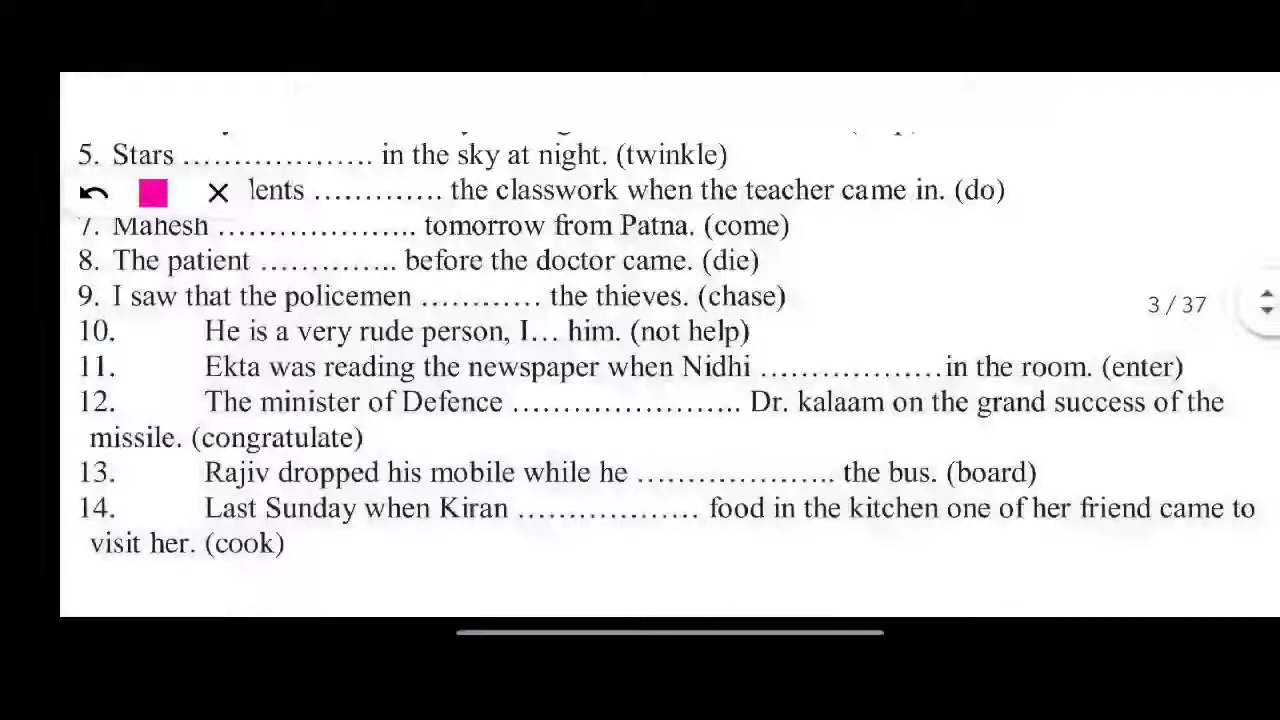 5. Stars ………………… in the sky at night. (twinkle)
lents …………. the classwork when the teacher came in. (do)
7. Mahesh ………………….. tomorrow from Patna. (come)
8. The patient ………….. before the doctor came. (die)
9. I saw that the policemen ………… the thieves. (chase)
3 / 37
10. He is a very rude person, I… him. (not help)
11. Ekta was reading the newspaper when Nidhi ……………….in the room. (enter)
12. The minister of Defence ………………….. Dr. kalaam on the grand success of the
missile. (congratulate)
13. Rajiv dropped his mobile while he ……………….. the bus. (board)
14. Last Sunday when Kiran ……………… food in the kitchen one of her friend came to
visit her. (cook)